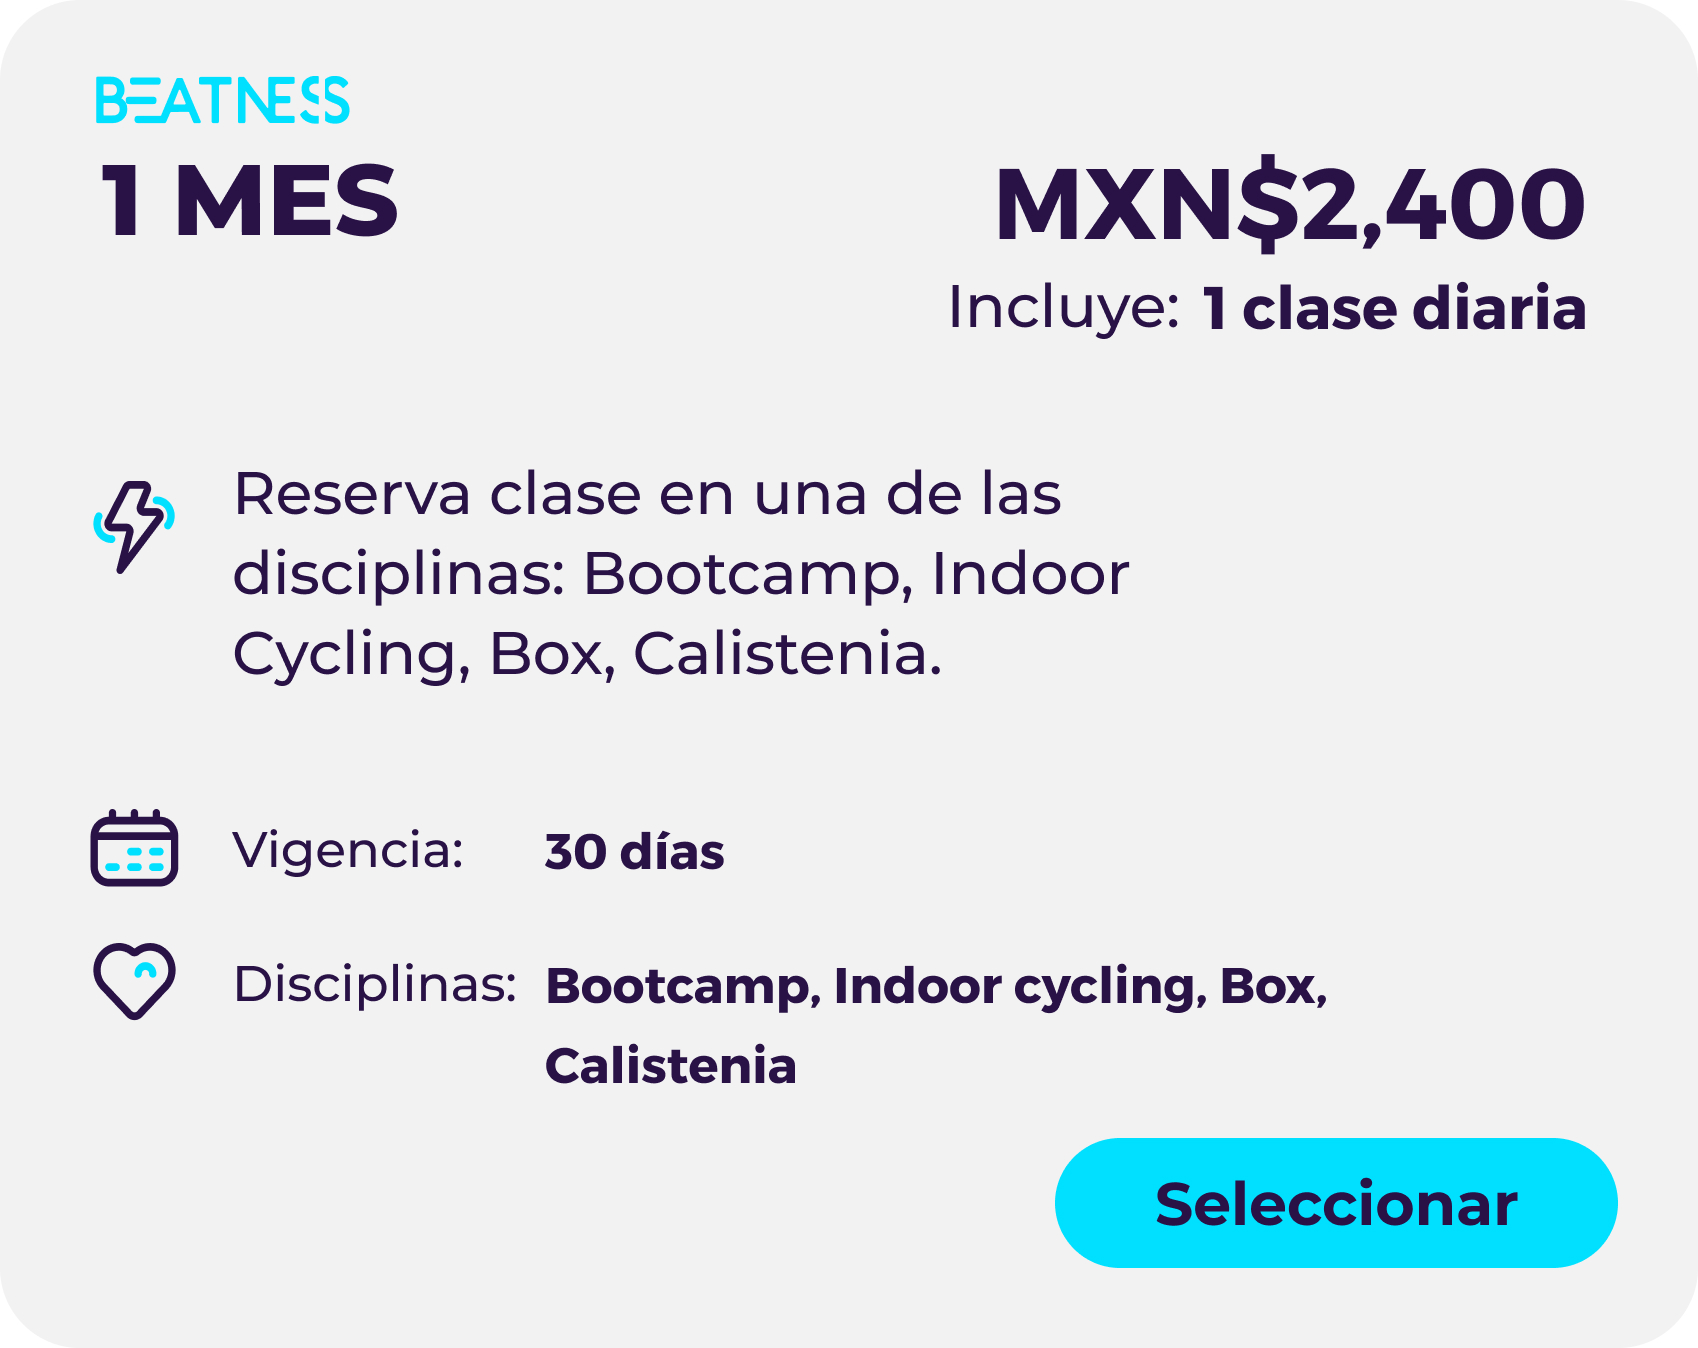 BEATNESS
1 MES
MXN$2,400
Incluye: 1 clase diaria
Reserva clase en una de las
disciplinas: Bootcamp, Indoor
Cycling, Box, Calistenia.
Vigencia: 30 días
Disciplinas: Bootcamp, Indoor cycling, Box,
Calistenia
Seleccionar